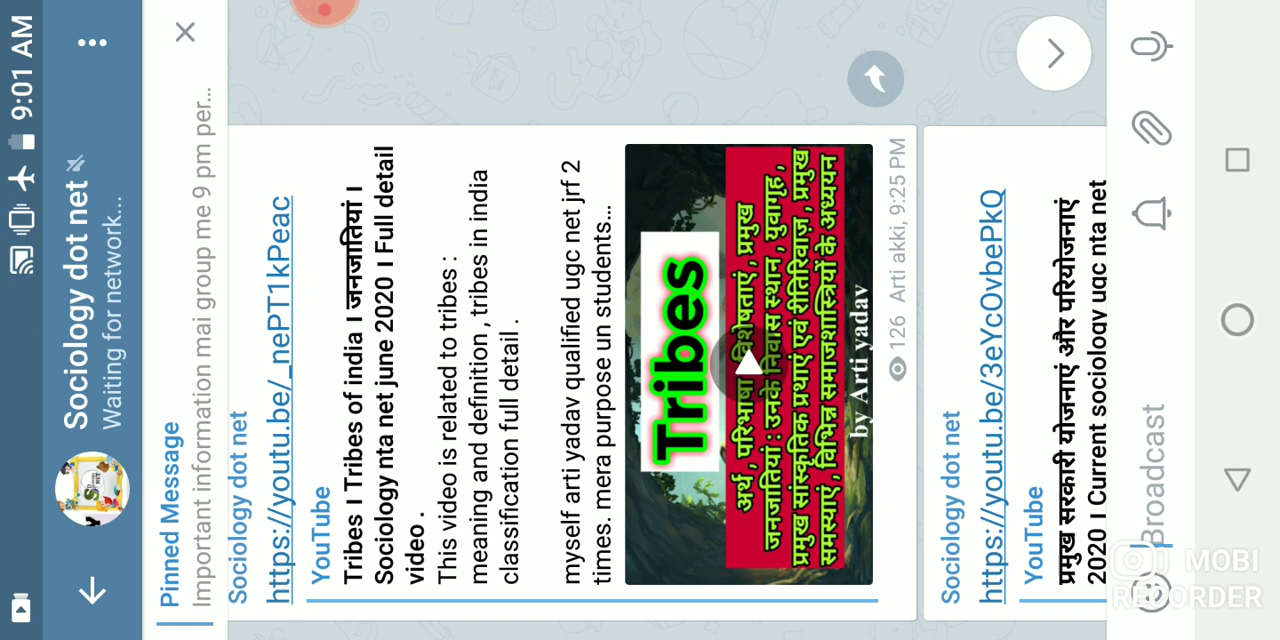 9:01 AM
Sociology dot net
Waiting for network...
Pinned Message
Important information mai group me 9 pm per...
Sociology dot net
https://youtu.be/_nePT1kPeac
YouTube
Tribes । Tribes of india । जनजातियां ।
Sociology nta net june 2020 । Full detail
video .
This video is related to tribes :
meaning and definition , tribes in india
classification full detail .
myself arti yadav qualified ugc net jrf 2
times. mera purpose un students...
Tribes
अर्थ , परिभाषा , विशेषताएं , प्रमुख
जनजातियां : उनके निवास स्थान , युवागृह ,
प्रमुख सांस्कृतिक प्रथाएं एवं रीतिरिवाज़ , प्रमुख
समस्याएं , विभिन्न समाजशास्त्रियों के अध्ययन
by Arti yadav
126 Arti akki, 9:25 PM
Sociology dot net
https://youtu.be/3eYcOvbePkQ
YouTube
प्रमुख सरकारी योजनाएं और परियोजनाएं
2020 । Current sociology ugc nta net
Broadcast
MOBI
RECORDER